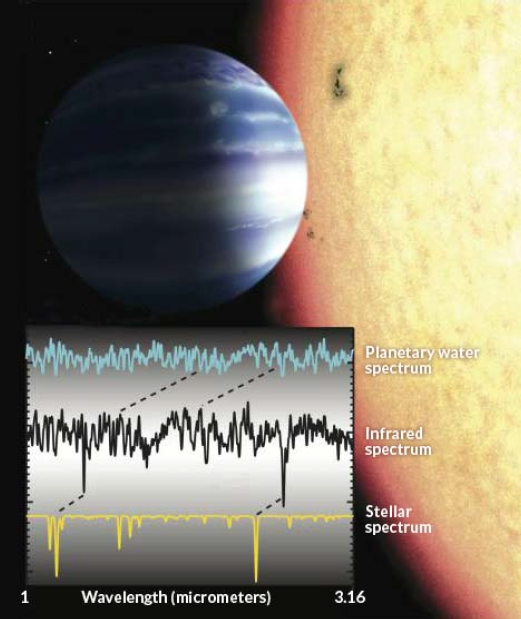 Planetary water
spectrum
Infrared
spectrum
Stellar
spectrum
1 Wavelength (micrometers) 3.16